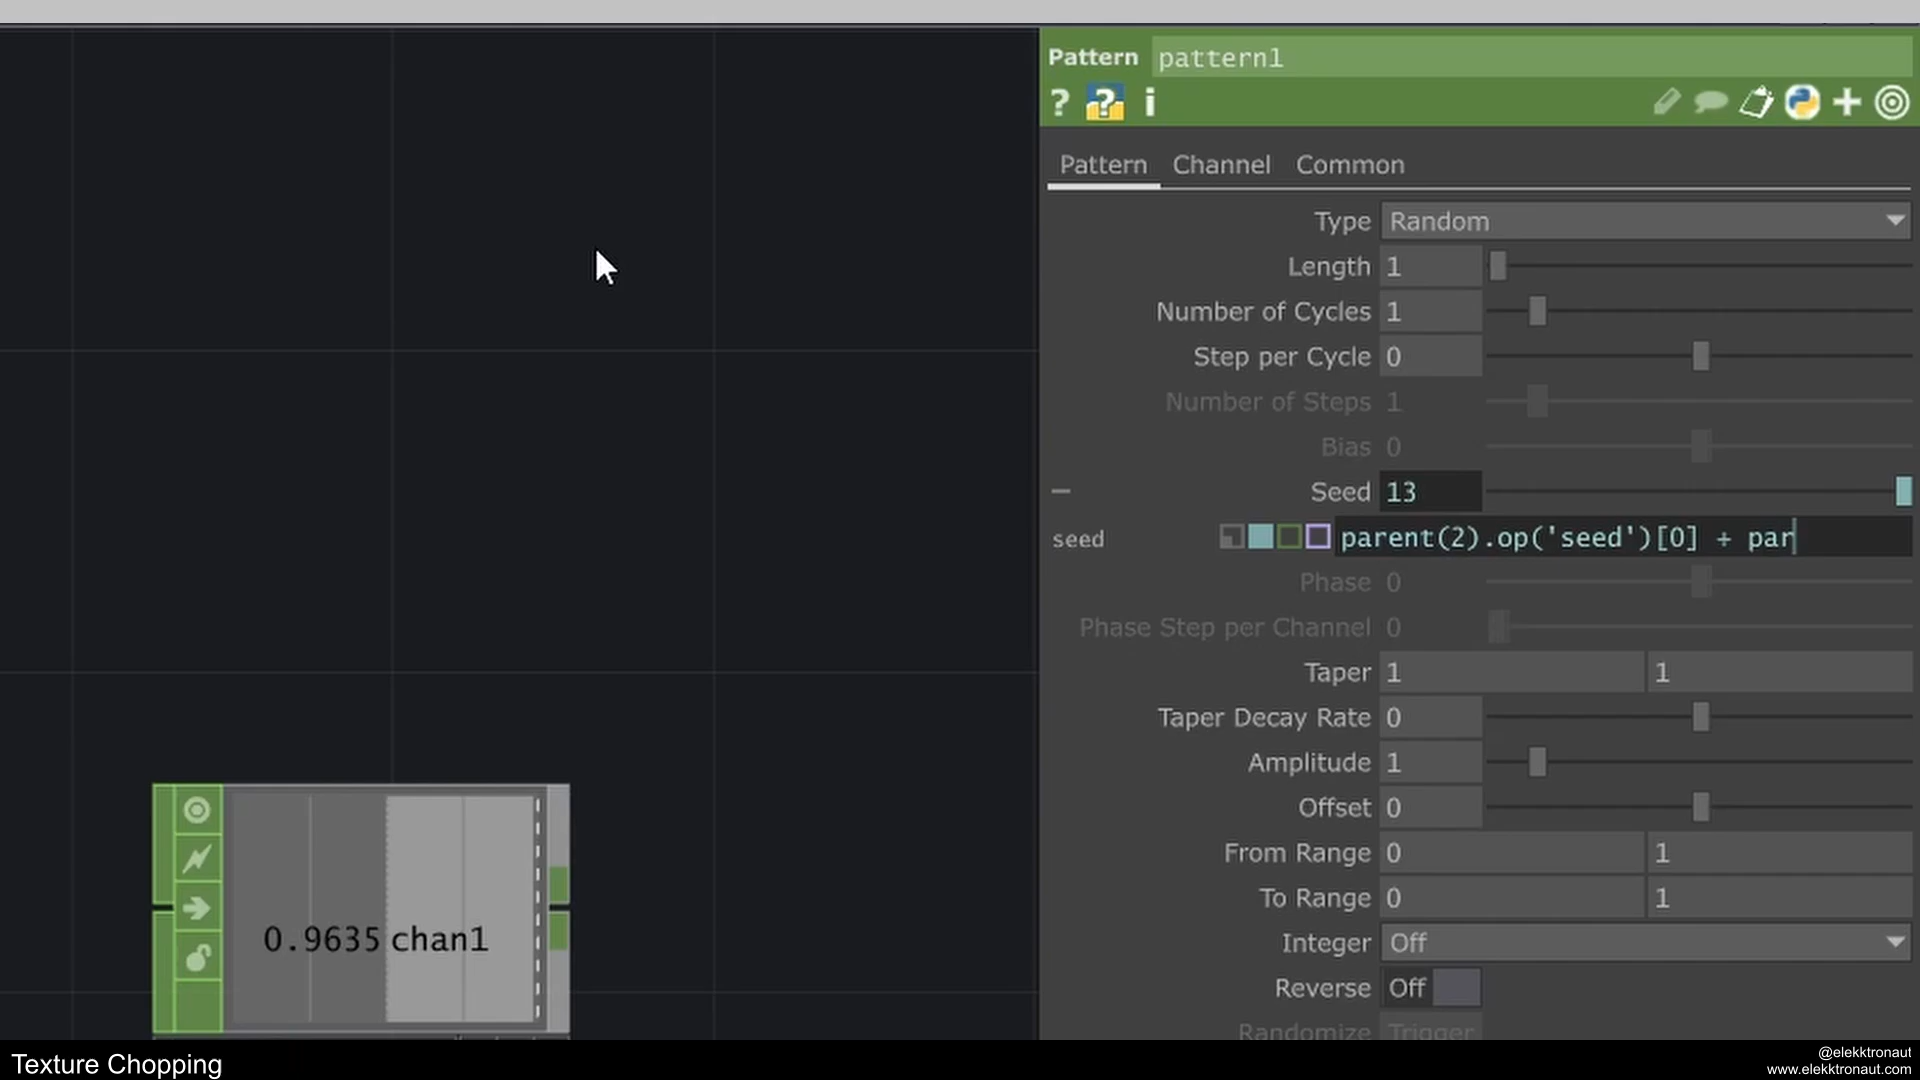 Pattern pattern1
? ? i
Pattern Channel Common
Type Random
Length 1
Number of Cycles 1
Step per Cycle 0
Number of Steps 1
Bias 0
Seed 13
seed parent(2).op('seed')[0] + par
Phase 0
Phase Step per Channel 0
Taper 1 1
Taper Decay Rate 0
Amplitude 1
Offset 0
From Range 0 1
To Range 0 1
Integer Off
Reverse Off
Randomize Trigger
0.9635 chan1
Texture Chopping
@elekktronaut
www.elekktronaut.com